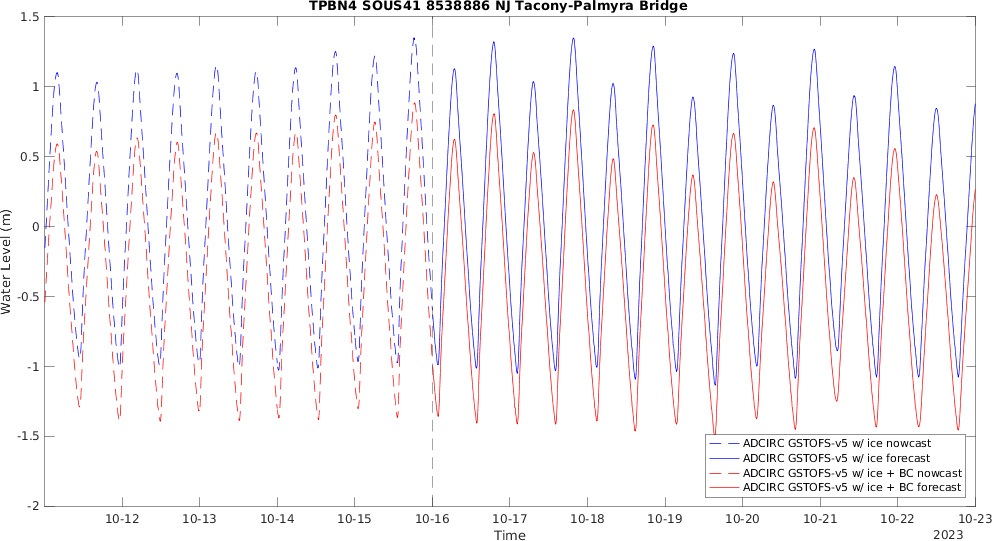 TPBN4 SOUS41 8538886 NJ Tacony-Palmyra Bridge
1.5
1
0.5
0
-0.5
-1
-1.5
-2
Water Level (m)
10-12 10-13 10-14 10-15 10-16 10-17 10-18 10-19 10-20 10-21 10-22 10-23
Time
2023
ADCIRC GSTOFS-v5 w/ ice nowcast
ADCIRC GSTOFS-v5 w/ ice forecast
ADCIRC GSTOFS-v5 w/ ice + BC nowcast
ADCIRC GSTOFS-v5 w/ ice + BC forecast